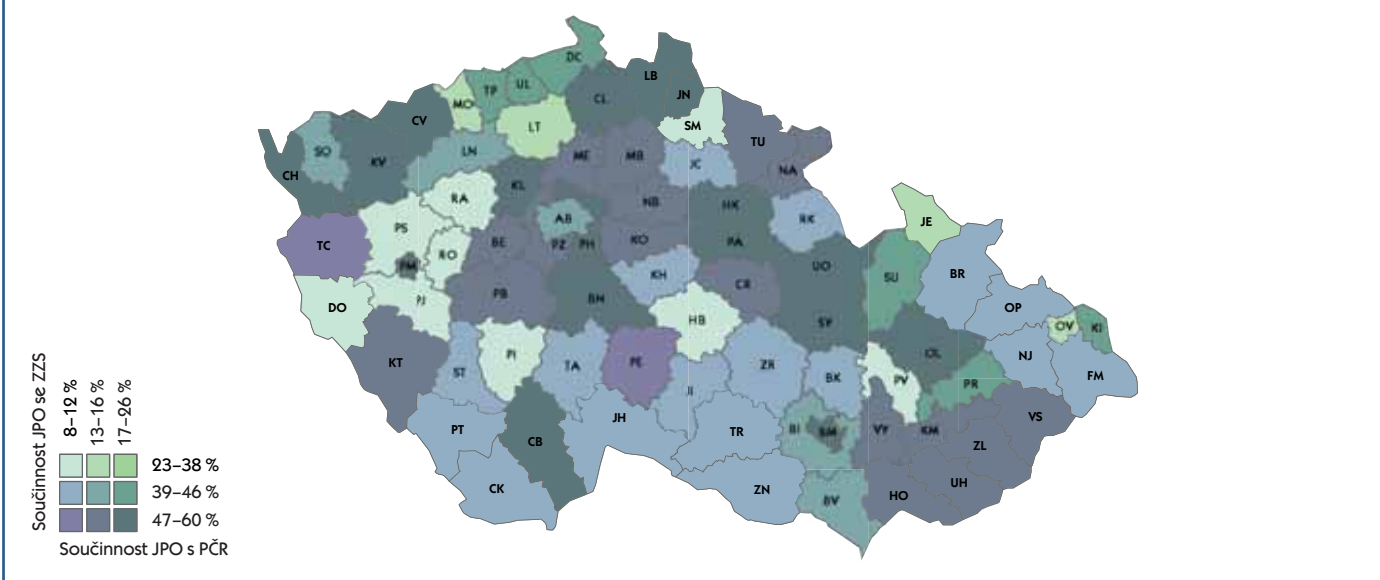 DC
LB
UL
TP
JN
CL
MO
CV
LT
SM
TU
SO
LN
ME
MB
JC
KV
NA
CH
KL
RA
NB
HK
AB
RK
JE
PS
TC
BE
PZ
PH
KO
PA
RO
PM
UO
BR
KH
SU
CR
PJ
PB
BN
DO
OP
HB
SY
OV
KI
OL
PI
NJ
KT
ST
TA
PE
ZR
BK
PV
PR
FM
JI
JH
VS
PT
TR
BI
BM
VY
KM
CB
ZL
CK
ZN
BV
HO
UH
Součinnost JPO se ZZS
8–12 %
13–16 %
17–26 %
23–38 %
39–46 %
47–60 %
Součinnost JPO s PČR